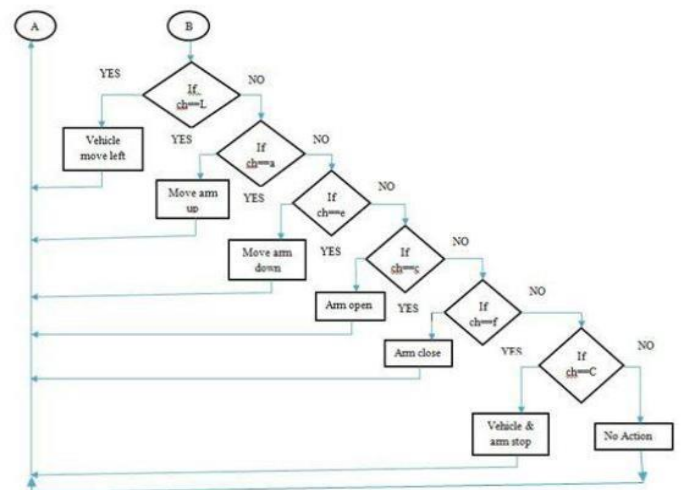 A
B
YES
NO
If
ch==L
Vehicle
move left
YES
NO
If
ch==a
Move arm
up
YES
NO
If
ch==e
Move arm
down
YES
NO
If
ch==c
Arm open
YES
NO
If
ch==f
Arm close
YES
NO
If
ch==C
Vehicle &
arm stop
No Action